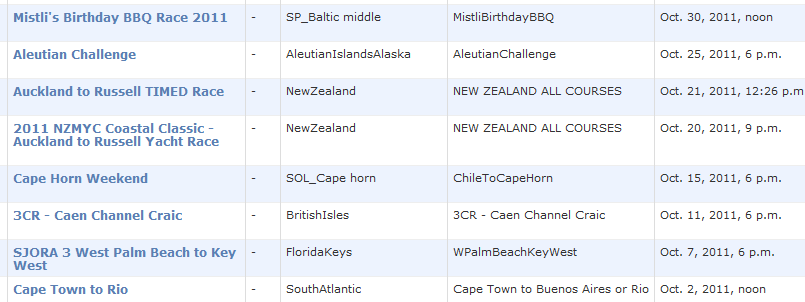 Mistli's Birthday BBQ Race 2011 - SP_Baltic middle MistliBirthdayBBQ Oct. 30, 2011, noon
Aleutian Challenge - AleutianIslandsAlaska AleutianChallenge Oct. 25, 2011, 6 p.m.
Auckland to Russell TIMED Race - NewZealand NEW ZEALAND ALL COURSES Oct. 21, 2011, 12:26 p.m
2011 NZMYC Coastal Classic - - NewZealand NEW ZEALAND ALL COURSES Oct. 20, 2011, 9 p.m.
Auckland to Russell Yacht Race
Cape Horn Weekend - SOL_Cape horn ChileToCapeHorn Oct. 15, 2011, 6 p.m.
3CR - Caen Channel Craic - BritishIsles 3CR - Caen Channel Craic Oct. 11, 2011, 6 p.m.
SJORA 3 West Palm Beach to Key - FloridaKeys WPalmBeachKeyWest Oct. 7, 2011, 6 p.m.
West
Cape Town to Rio - SouthAtlantic Cape Town to Buenos Aires or Rio Oct. 2, 2011, noon